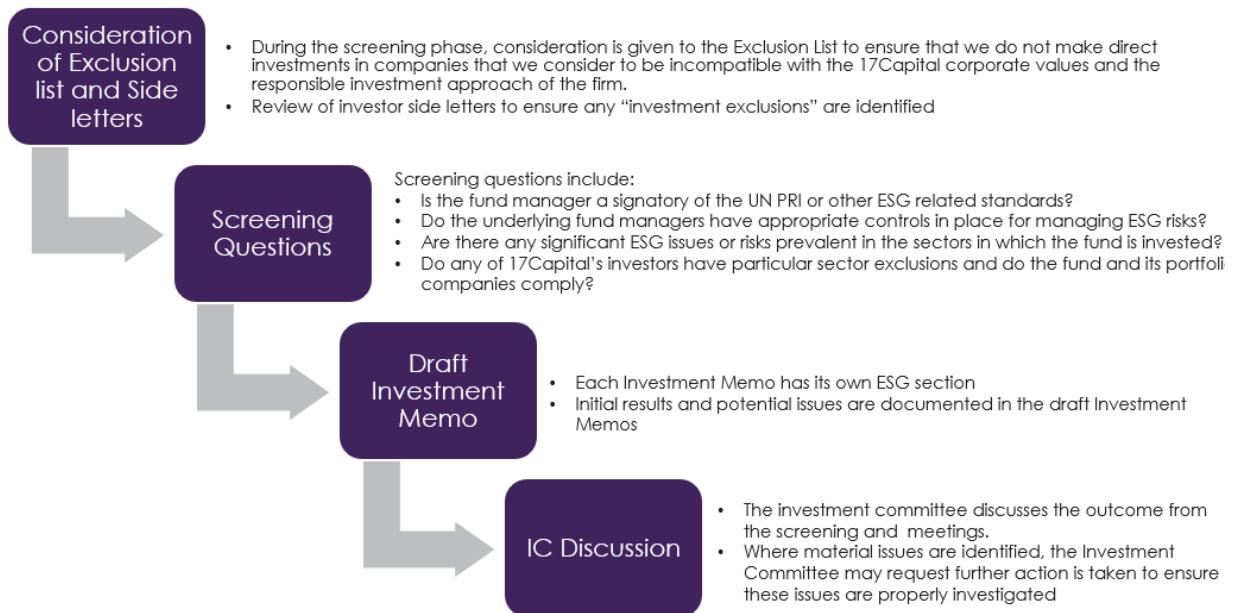 Consideration
of Exclusion
list and Side
letters
• During the screening phase, consideration is given to the Exclusion List to ensure that we do not make direct
investments in companies that we consider to be incompatible with the 17Capital corporate values and the
responsible investment approach of the firm.
• Review of investor side letters to ensure any “investment exclusions” are identified
Screening
Questions
Screening questions include:
• Is the fund manager a signatory of the UN PRI or other ESG related standards?
• Do the underlying fund managers have appropriate controls in place for managing ESG risks?
• Are there any significant ESG issues or risks prevalent in the sectors in which the fund is invested?
• Do any of 17Capital’s investors have particular sector exclusions and do the fund and its portfoli
companies comply?
Draft
Investment
Memo
• Each Investment Memo has its own ESG section
• Initial results and potential issues are documented in the draft Investment
Memos
IC Discussion
• The investment committee discusses the outcome from
the screening and meetings.
• Where material issues are identified, the Investment
Committee may request further action is taken to ensure
these issues are properly investigated